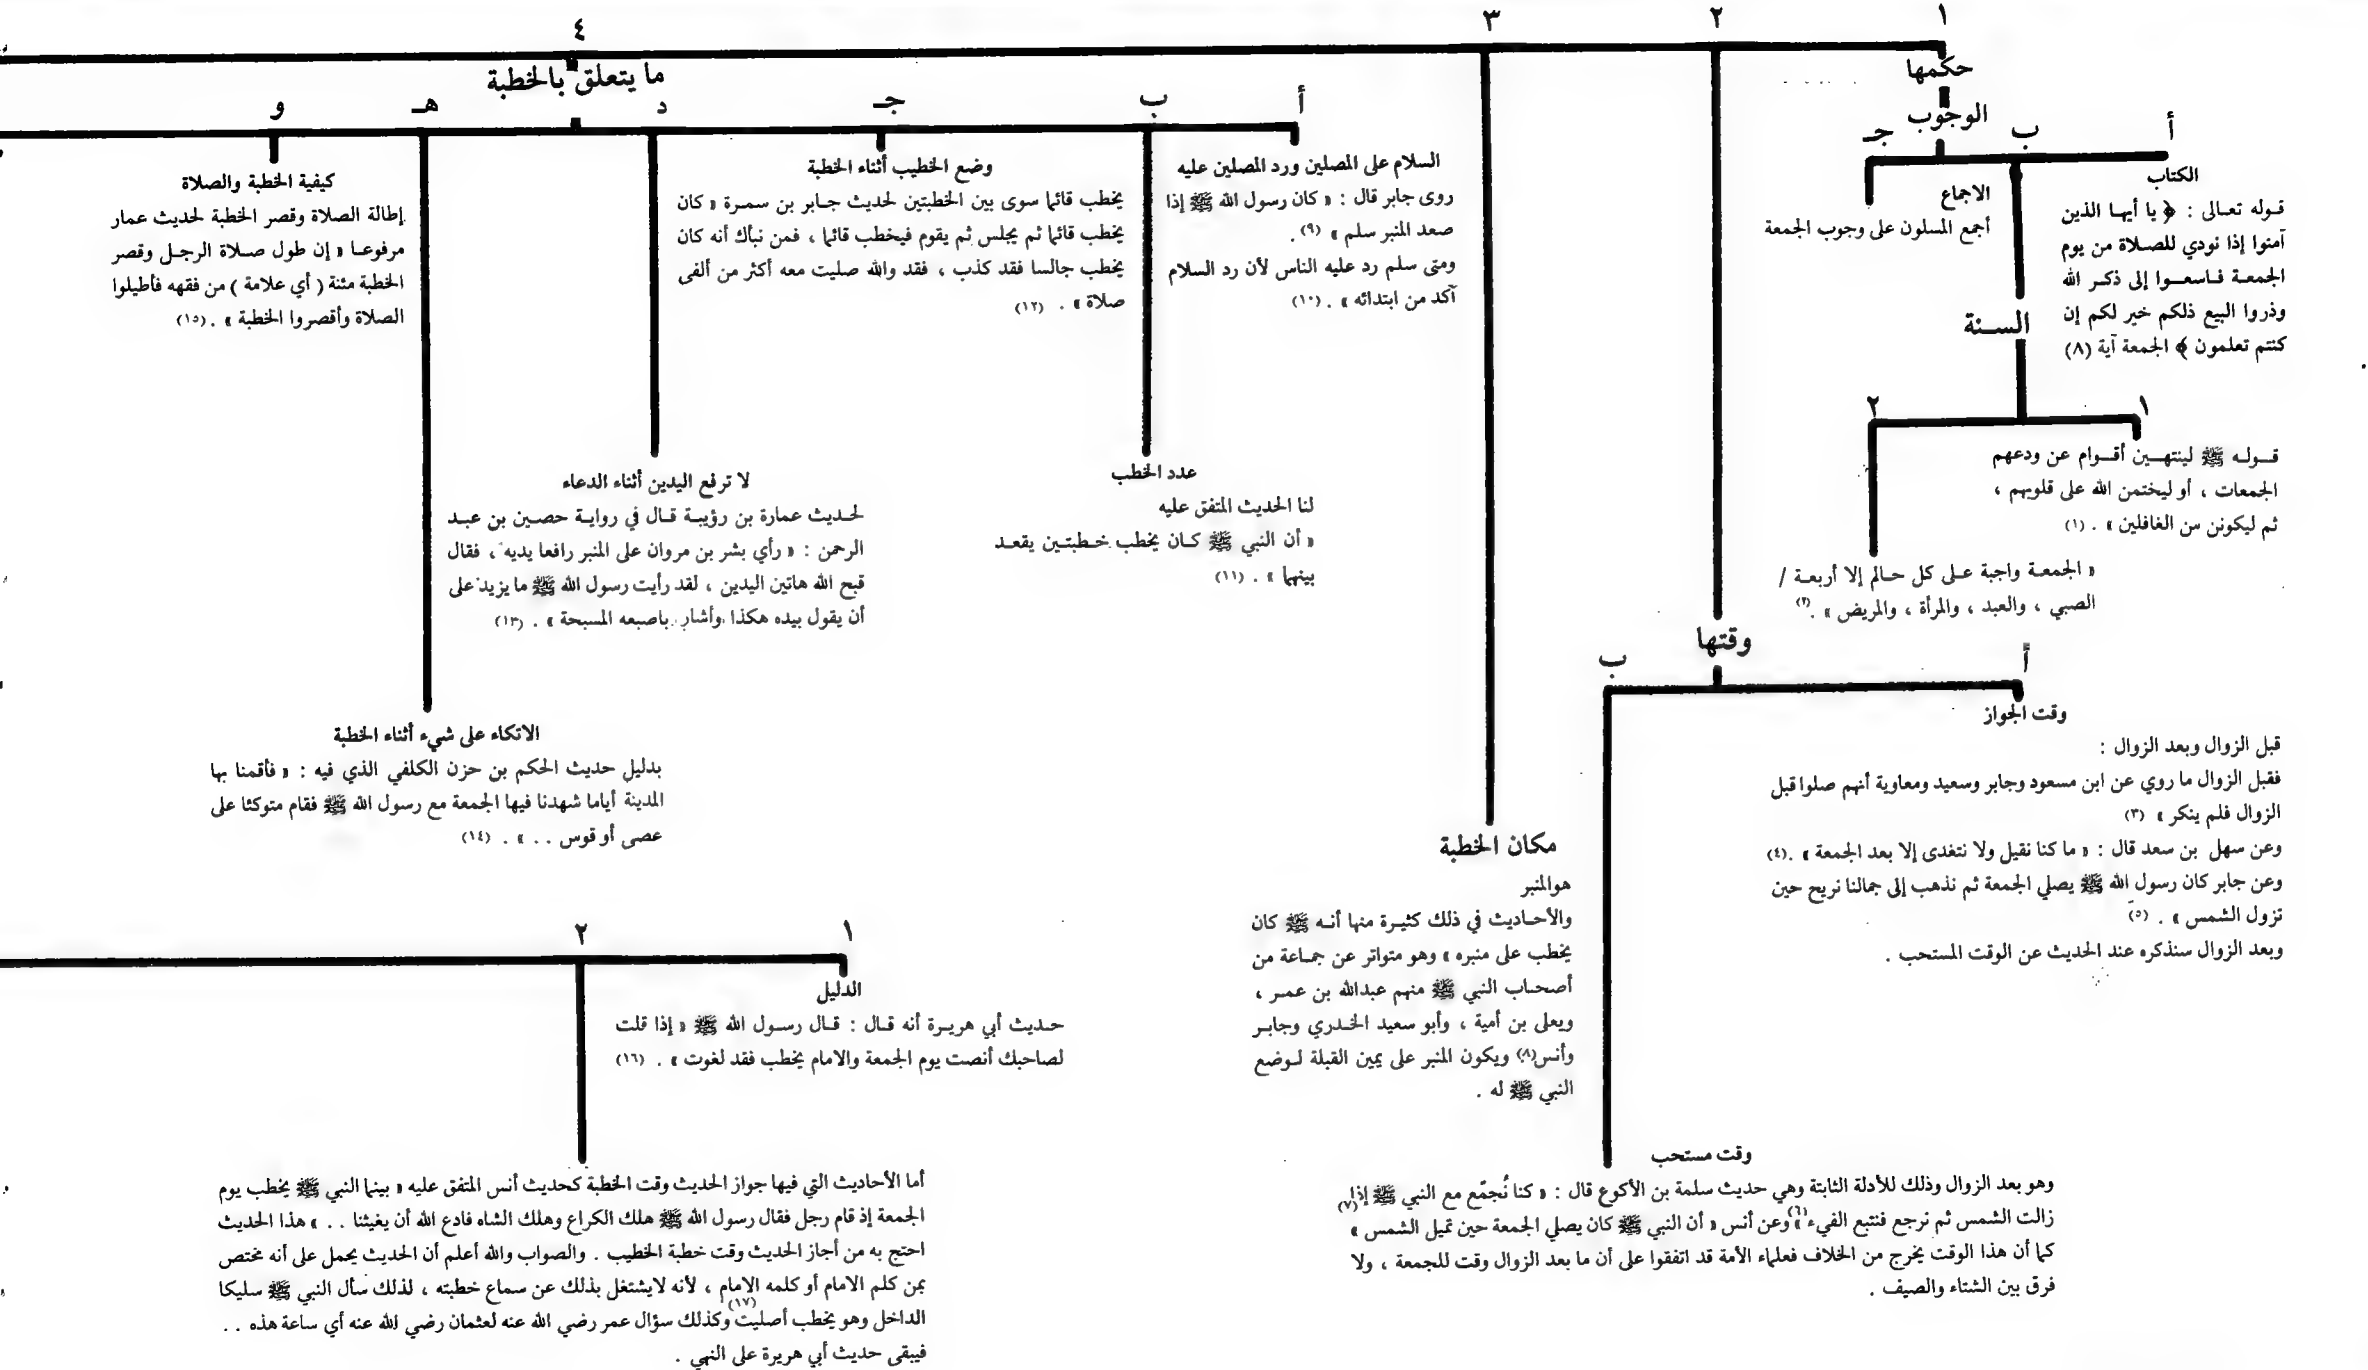 ١
حكمها
الوجوب
أ
الكتاب
قوله تعالى : ﴿ يا أيها الذين
آمنوا إذا نودي للصلاة من يوم
الجمعة فاسعوا إلى ذكر الله
وذروا البيع ذلكم خير لكم إن
كنتم تعلمون ﴾ الجمعة آية (٨)
ب
السنة
١
قوله ﷺ لينتهين أقوام عن ودعهم
الجمعات ، أو ليختمن الله على قلوبهم ،
ثم ليكونن من الغافلين » . (١)
٢
« الجمعة واجبة على كل حالم إلا أربعة /
الصبي ، والعبد ، والمرأة ، والمريض » .(٢)
جـ
الاجماع
أجمع المسلون على وجوب الجمعة
٢
وقتها
أ
وقت الجواز
قبل الزوال وبعد الزوال :
فقبل الزوال ما روي عن ابن مسعود وجابر وسعيد ومعاوية أنهم صلوا قبل
الزوال فلم ينكر » (٣)
وعن سهل بن سعد قال : « ما كنا نقيل ولا نتغدى إلا بعد الجمعة » .(٤)
وعن جابر كان رسول الله ﷺ يصلي الجمعة ثم نذهب إلى جمالنا نريح حين
تزول الشمس » . (٥)
وبعد الزوال سنذكره عند الحديث عن الوقت المستحب .
ب
وقت مستحب
وهو بعد الزوال وذلك للأدلة الثابتة وهي حديث سلمة بن الأكوع قال : « كنا نُجمّع مع النبي ﷺ إذا
زالت الشمس ثم نرجع فنتبع الفيء»(٦) وعن أنس « أن النبي ﷺ كان يصلي الجمعة حين تميل الشمس »(٧)
كما أن هذا الوقت يخرج من الخلاف فعلماء الأمة قد اتفقوا على أن ما بعد الزوال وقت للجمعة ، ولا
فرق بين الشتاء والصيف .
٣
مكان الخطبة
هو المنبر
والأحاديث في ذلك كثيرة منها أنه ﷺ كان
يخطب على منبره » وهو متواتر عن جماعة من
أصحاب النبي ﷺ منهم عبدالله بن عمر ،
ويعلى بن أمية ، وأبو سعيد الخدري وجابر
وأنس(٨) ويكون المنبر على يمين القبلة لوضع
النبي ﷺ له .
٤
ما يتعلق بالخطبة
أ
السلام على المصلين ورد المصلين عليه
روى جابر قال : « كان رسول الله ﷺ إذا
صعد المنبر سلم » (٩) .
ومتى سلم رد عليه الناس لأن رد السلام
آكد من ابتدائه » . (١٠)
ب
عدد الخطب
لنا الحديث المتفق عليه
« أن النبي ﷺ كان يخطب خطبتين يقعد
بينهما » . (١١)
جـ
وضع الخطيب أثناء الخطبة
يخطب قائما سوى بين الخطبتين لحديث جابر بن سمرة « كان
يخطب قائما ثم يجلس ثم يقوم فيخطب قائما ، فمن نبأك أنه كان
يخطب جالسا فقد كذب ، فقد والله صليت معه أكثر من ألفى
صلاة » . (١٢)
د
لا ترفع اليدين أثناء الدعاء
لحديث عمارة بن رؤيبة قال في رواية حصين بن عبد
الرحمن : « رأي بشر بن مروان على المنبر رافعا يديه ، فقال
قبح الله هاتين اليدين ، لقد رأيت رسول الله ﷺ ما يزيد على
أن يقول بيده هكذا وأشار باصبعه المسبحة » . (١٣)
هـ
الاتكاء على شيء أثناء الخطبة
بدليل حديث الحكم بن حزن الكلفي الذي فيه : « فأقمنا بها
المدينة أياما شهدنا فيها الجمعة مع رسول الله ﷺ فقام متوكئا على
عصى أو قوس . . » . (١٤)
و
كيفية الخطبة والصلاة
إطالة الصلاة وقصر الخطبة لحديث عمار
مرفوعا « إن طول صلاة الرجل وقصر
الخطبة مئنة ( أي علامة ) من فقهه فأطيلوا
الصلاة وأقصروا الخطبة » . (١٥)
١
الدليل
حديث أبي هريرة أنه قال : قال رسول الله ﷺ « إذا قلت
لصاحبك أنصت يوم الجمعة والامام يخطب فقد لغوت » . (١٦)
٢
أما الأحاديث التي فيها جواز الحديث وقت الخطبة كحديث أنس المتفق عليه « بينما النبي ﷺ يخطب يوم
الجمعة إذ قام رجل فقال رسول الله ﷺ هلك الكراع وهلك الشاه فادع الله أن يغيثنا . . » هذا الحديث
احتج به من أجاز الحديث وقت خطبة الخطيب . والصواب والله أعلم أن الحديث يحمل على أنه مختص
بمن كلم الامام أو كلمه الامام ، لأنه لايشتغل بذلك عن سماع خطبته ، لذلك سأل النبي ﷺ سليكا
الداخل وهو يخطب أصليت(١٧) وكذلك سؤال عمر رضي الله عنه لعثمان رضي الله عنه أي ساعة هذه . .
فيبقى حديث أبي هريرة على النهي .